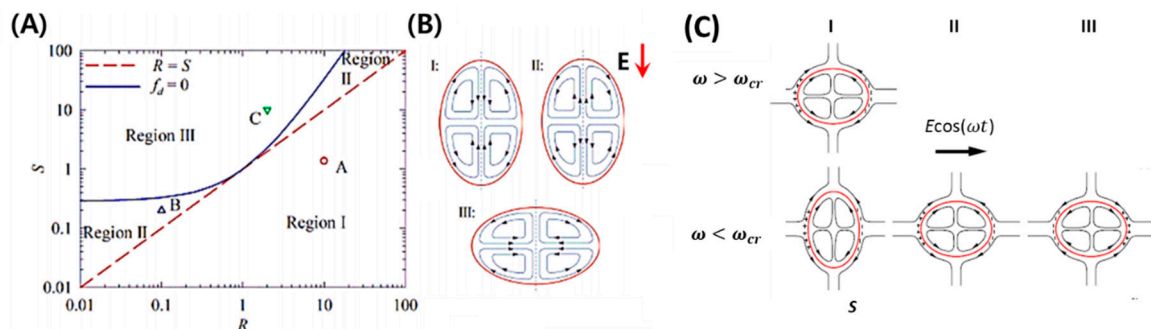 (A)
100
10
1
0.1
0.01
S
R = S
f_d = 0
Region
II
Region III
C
A
B
Region I
Region II
0.01
0.1
1
10
100
R
(B)
I:
II:
E
III:
(C)
I
II
III
ω > ω_cr
Ecos(ωt)
ω < ω_cr
S